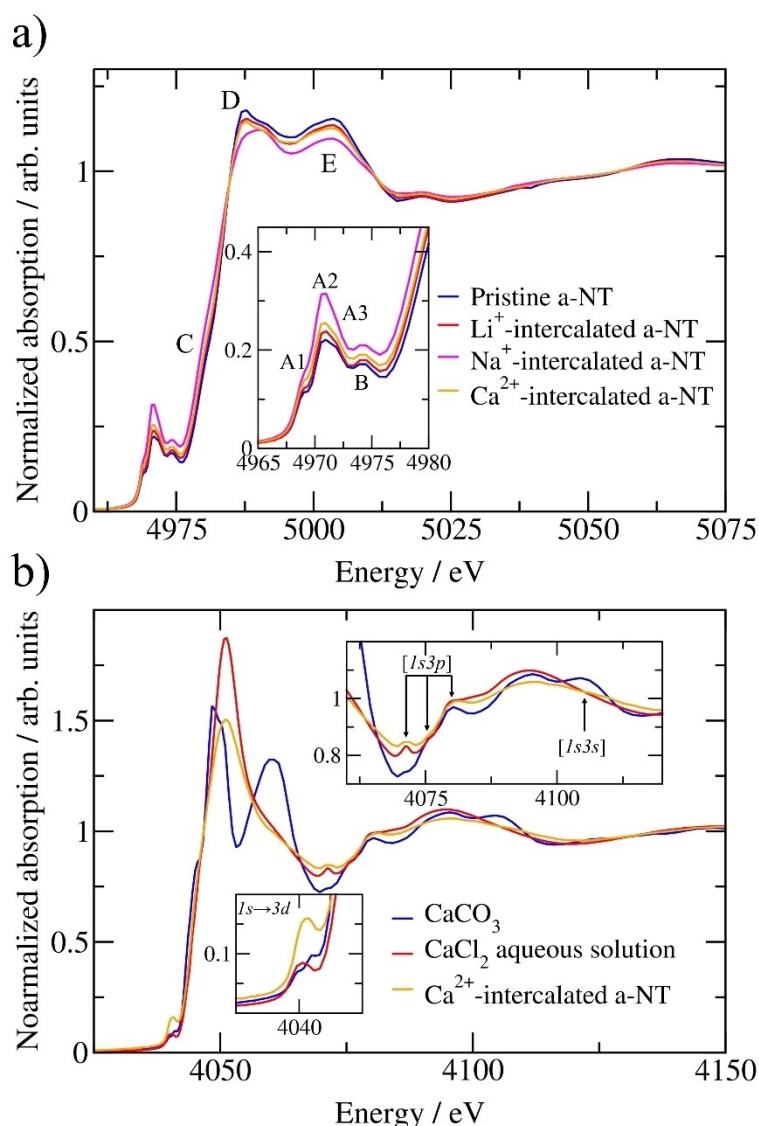 a)
Normalized absorption / arb. units
1
0.5
0
D
E
C
0.4
0.2
0
A2
A3
A1
B
4965 4970 4975 4980
Pristine a-NT
Li⁺-intercalated a-NT
Na⁺-intercalated a-NT
Ca²⁺-intercalated a-NT
4975 5000 5025 5050 5075
Energy / eV
b)
Noarmalized absorption / arb. units
1.5
1
0.5
0
[1s3p]
1
0.8
[1s3s]
4075 4100
1s→3d
0.1
4040
CaCO₃
CaCl₂ aqueous solution
Ca²⁺-intercalated a-NT
4050 4100 4150
Energy / eV